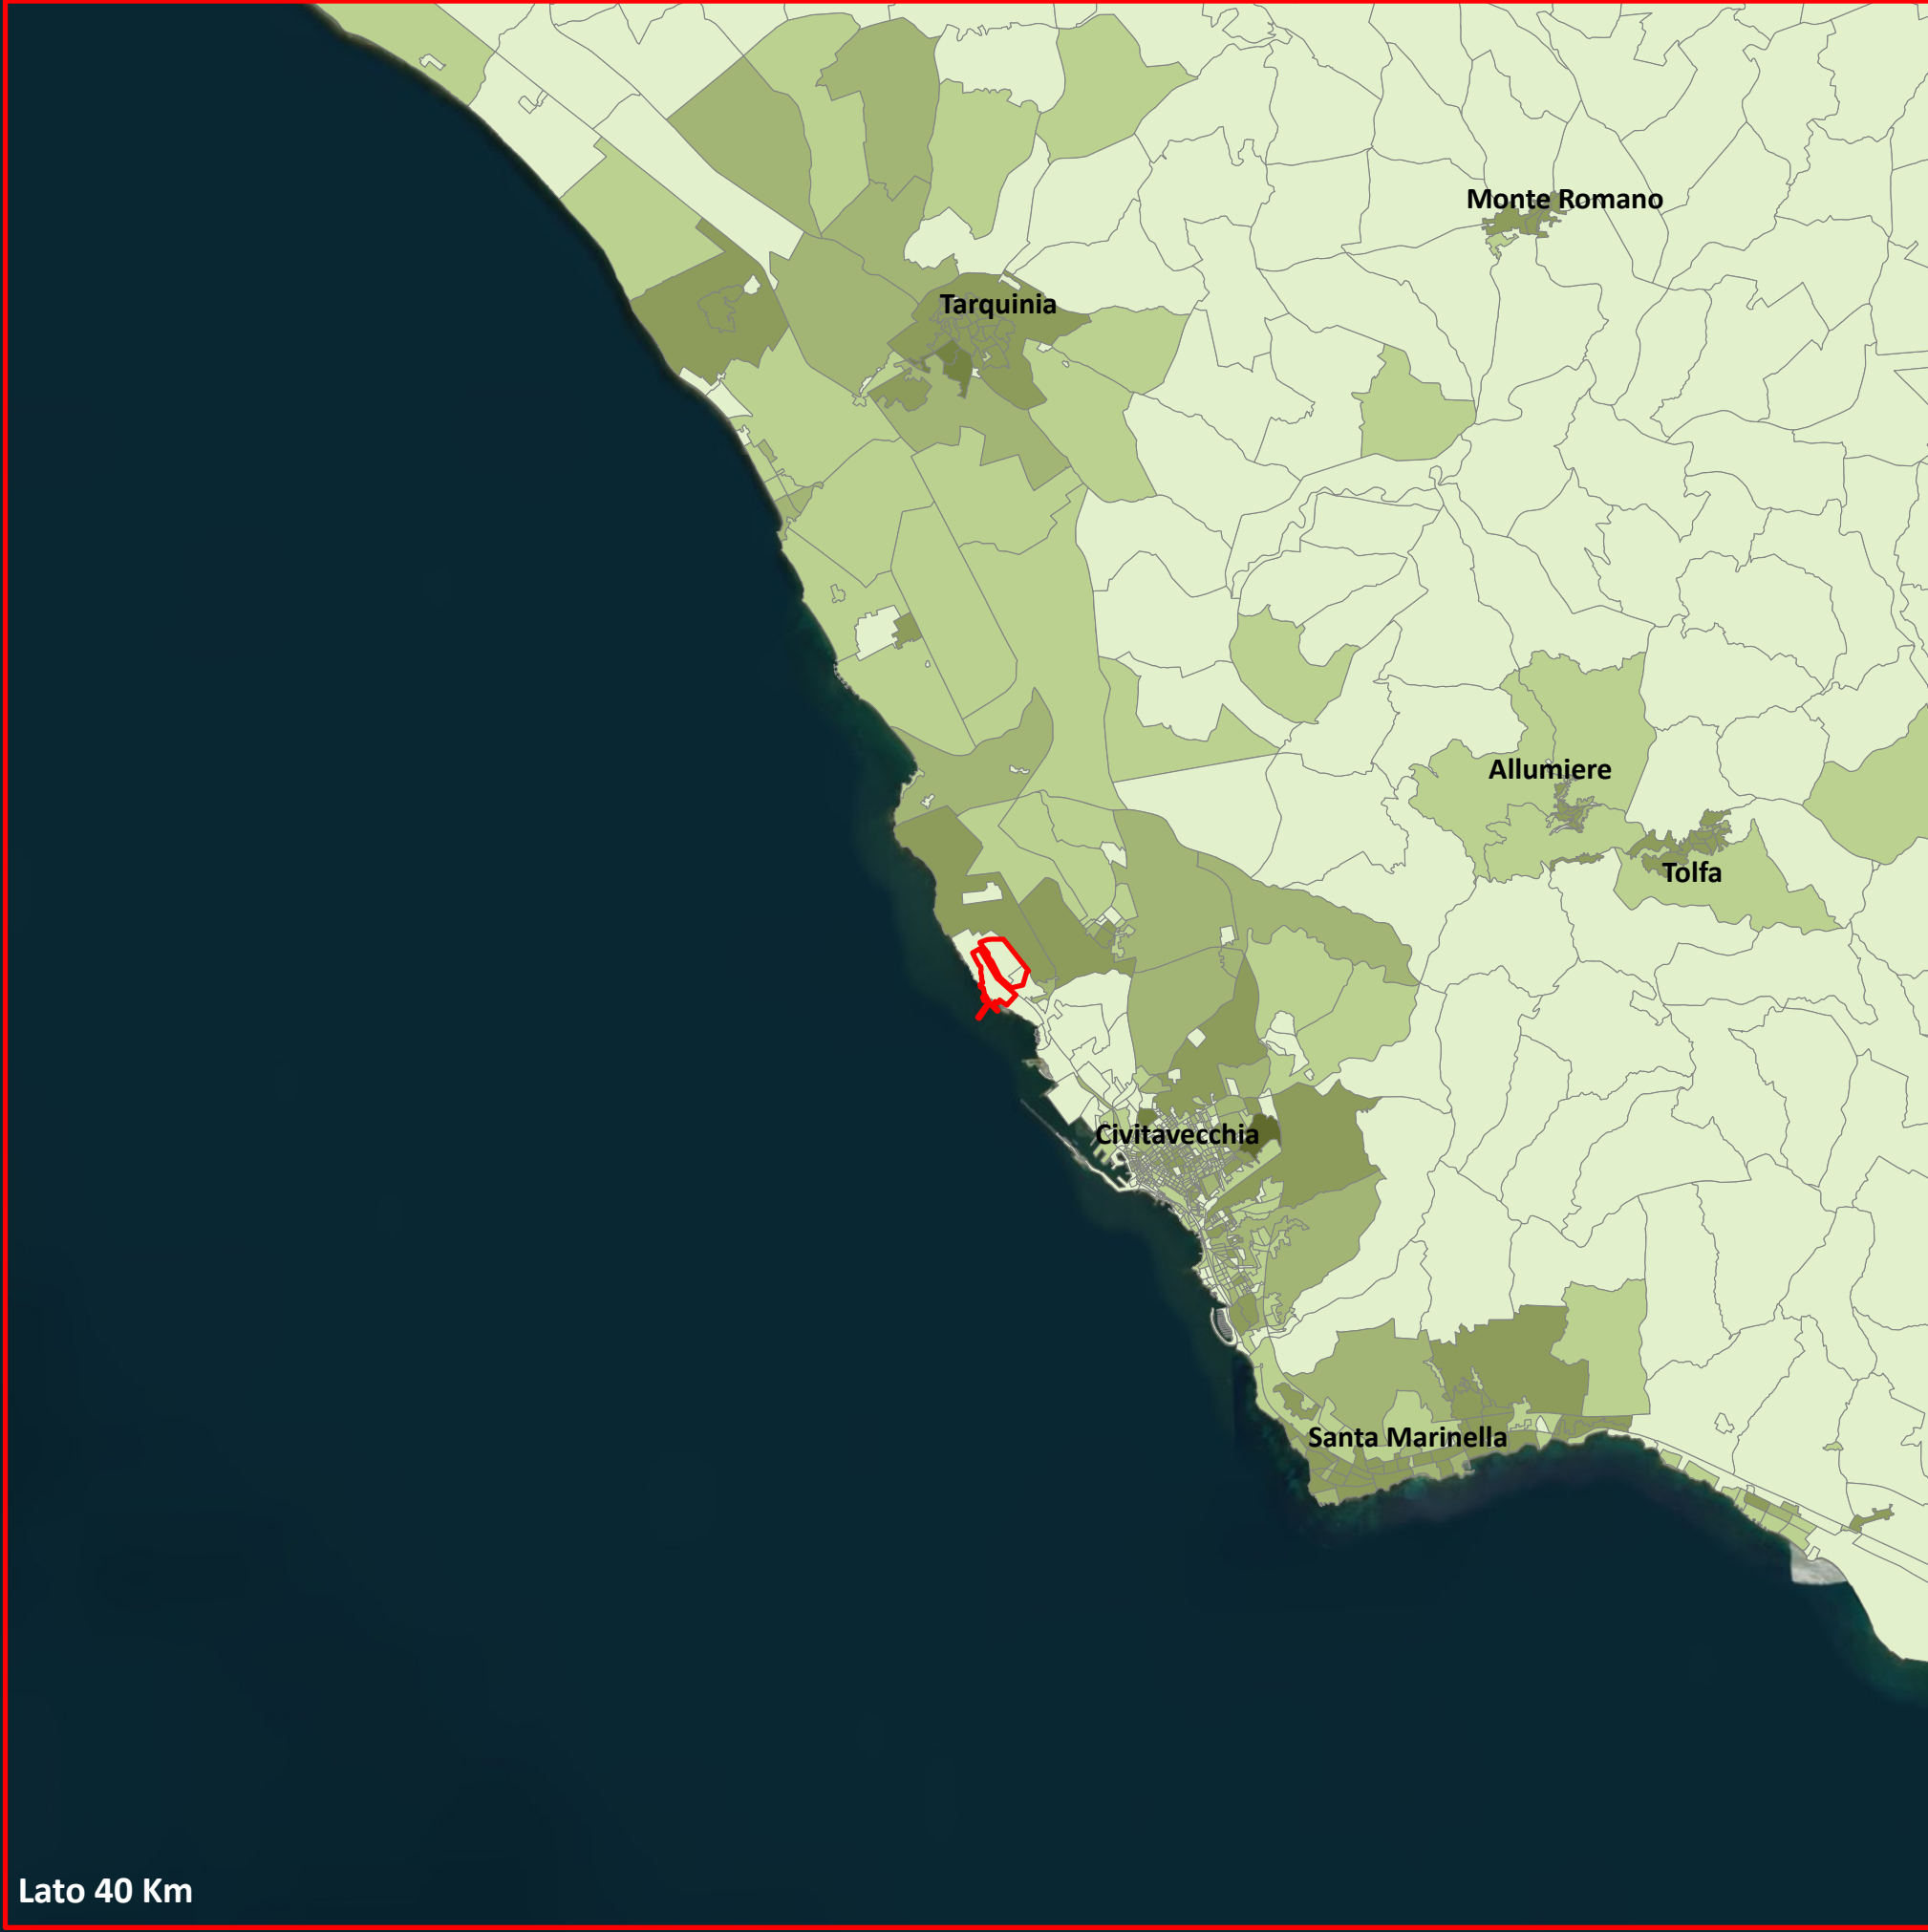 Monte Romano
Tarquinia
Allumiere
Tolfa
Civitavecchia
Santa Marinella
Lato 40 Km